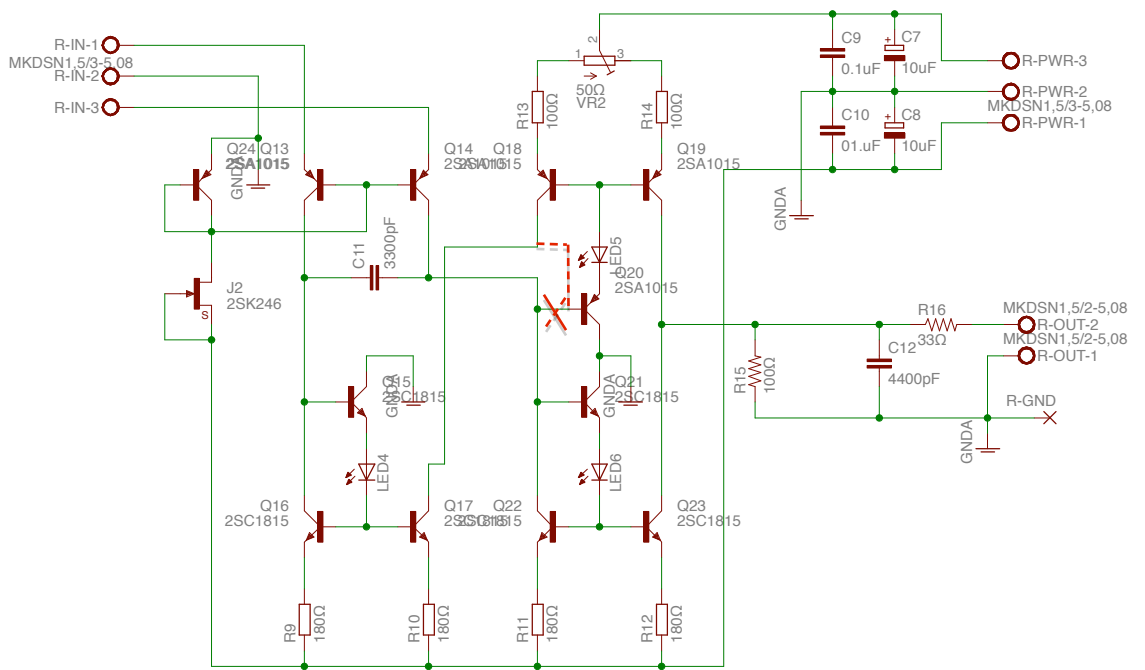 R-IN-1
MKDSN1,5/3-5,08
R-IN-2
R-IN-3
Q24
2SA1015
GNDA
Q13
2SA1015
Q14
2SA1015
Q18
2SA1015
Q19
2SA1015
1
2
3
50Ω
VR2
R13
100Ω
R14
100Ω
C9
0.1uF
C7
+
10uF
C10
01.uF
C8
+
10uF
R-PWR-3
R-PWR-2
MKDSN1,5/3-5,08
R-PWR-1
GNDA
C11
3300pF
LED5
Q20
2SA1015
J2
2SK246
S
Q15
2SC1815
GNDA
Q21
2SC1815
GNDA
LED4
LED6
R16
33Ω
MKDSN1,5/2-5,08
R-OUT-2
MKDSN1,5/2-5,08
R-OUT-1
R15
100Ω
C12
4400pF
R-GND
GNDA
Q16
2SC1815
Q17
2SC1815
Q22
2SC1815
Q23
2SC1815
R9
180Ω
R10
180Ω
R11
180Ω
R12
180Ω